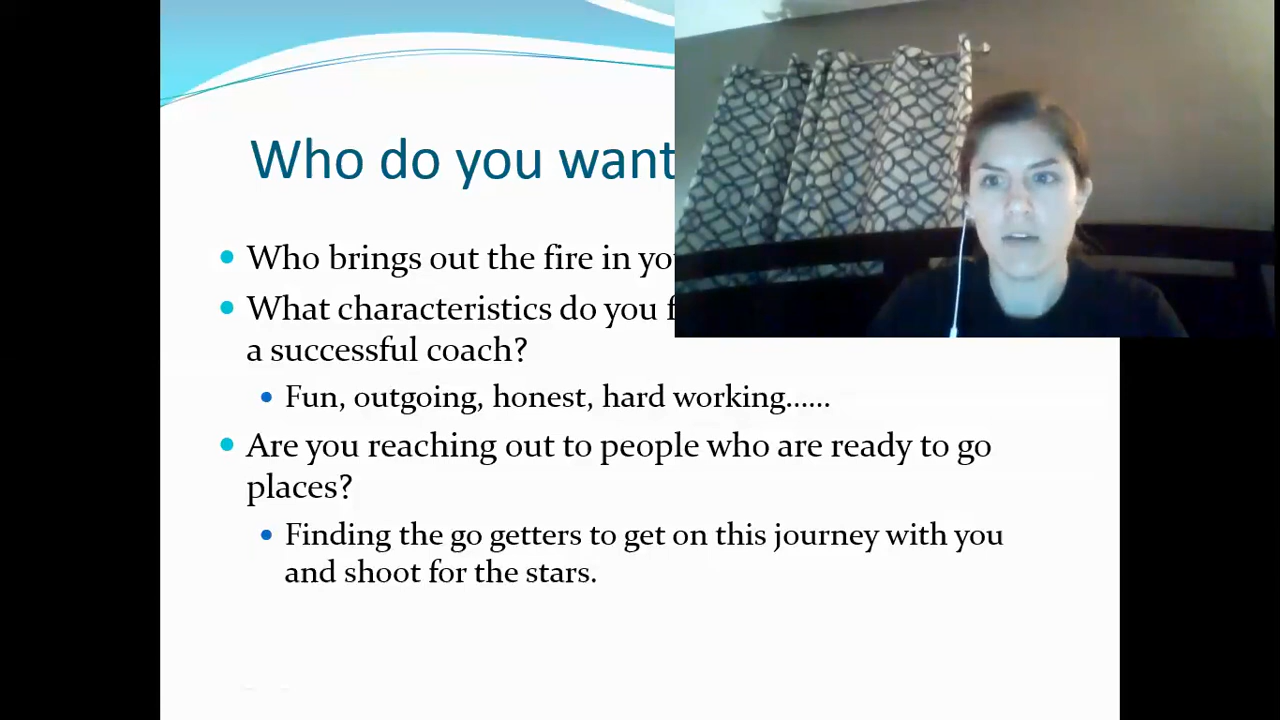 Who do you want
Who brings out the fire in
What characteristics do you
a successful coach?
Fun, outgoing, honest, hard working......
Are you reaching out to people who are ready to go
places?
Finding the go getters to get on this journey with you
and shoot for the stars.